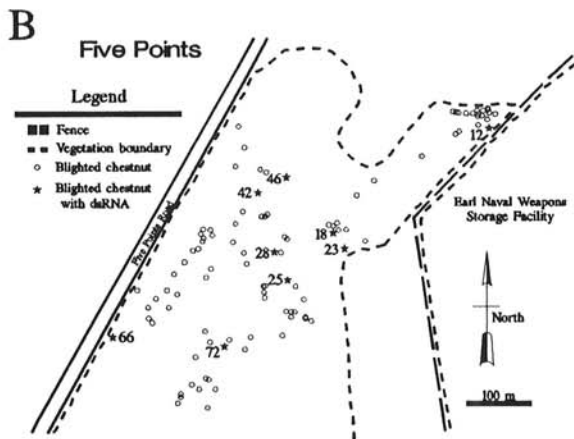 B
Five Points
Legend
Fence
Vegetation boundary
Blighted chestnut
Blighted chestnut
with dsRNA
Five Points Road
12
46
42
18
23
28
25
66
72
Earl Naval Weapons
Storage Facility
North
100 m